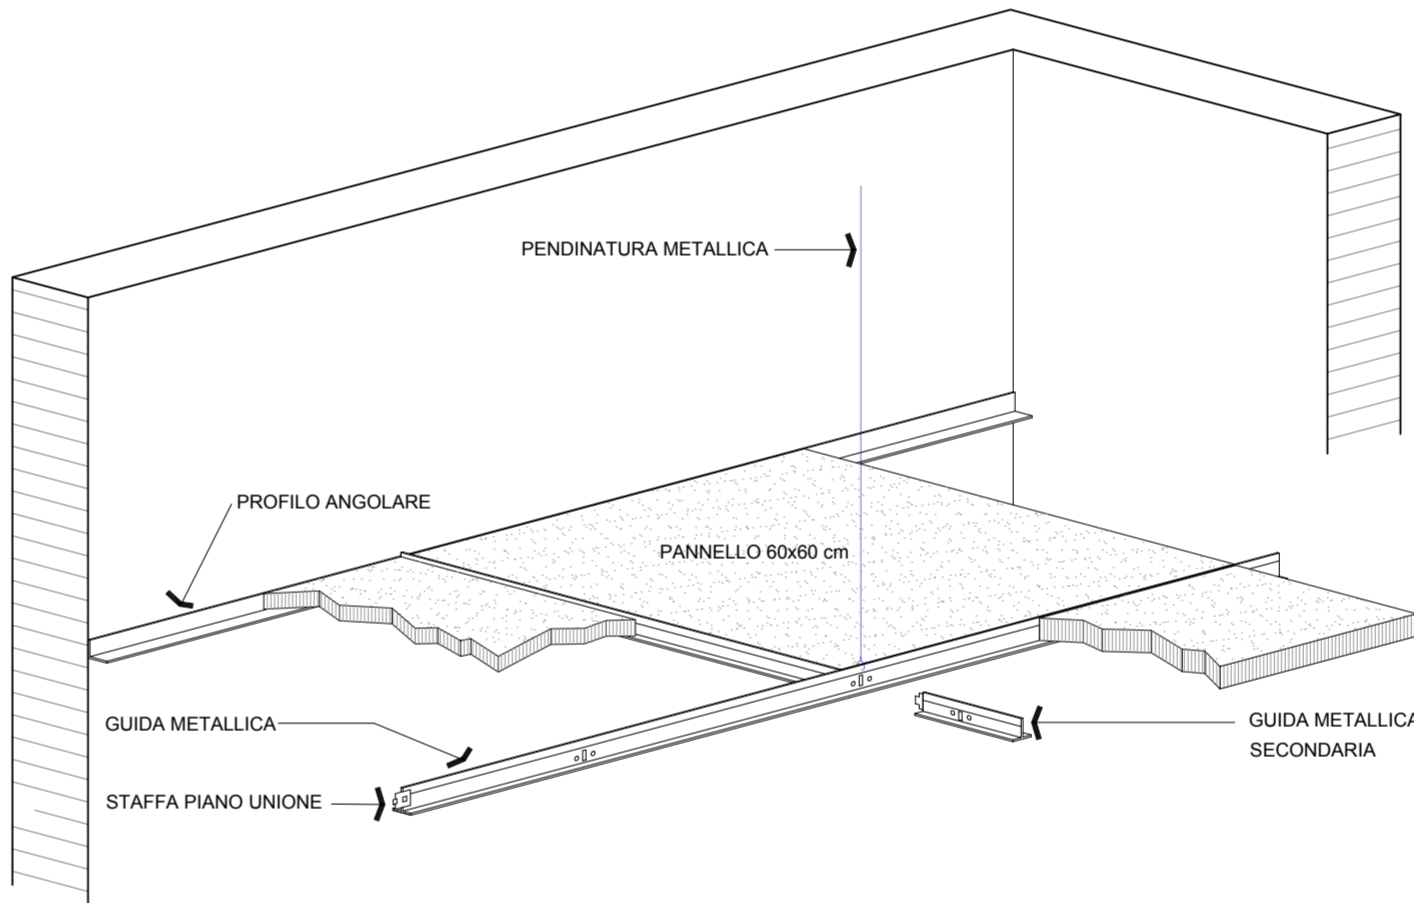 PENDINATURA METALLICA
PROFILO ANGOLARE
PANNELLO 60x60 cm
GUIDA METALLICA
GUIDA METALLICA
SECONDARIA
STAFFA PIANO UNIONE